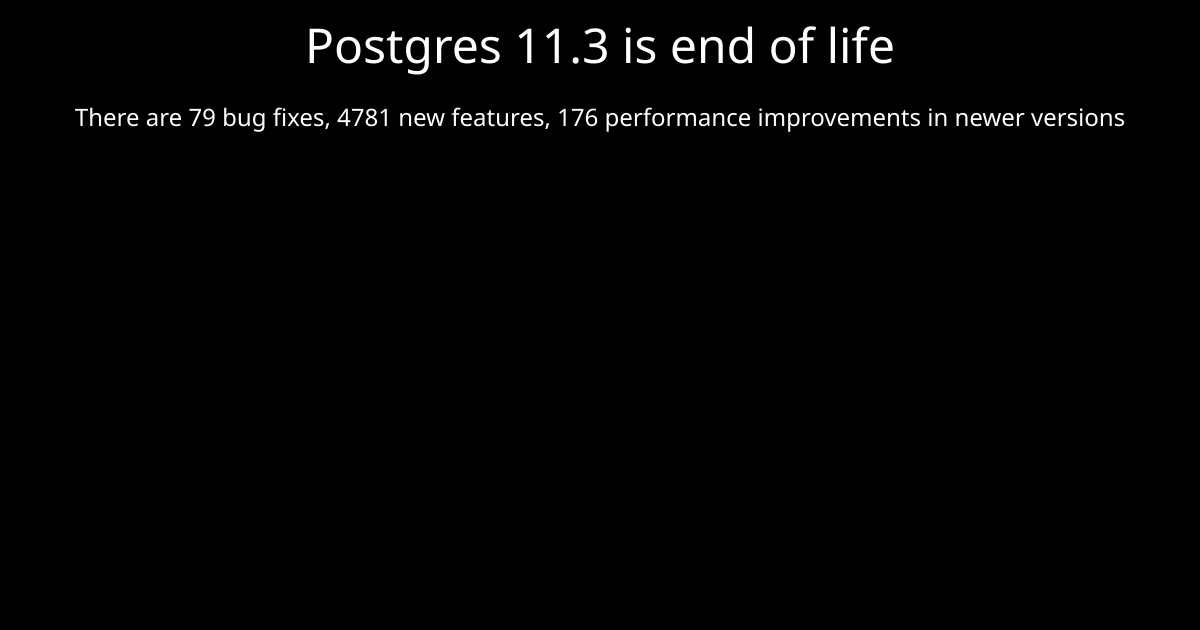 Postgres 11.3 is end of life
There are 79 bug fixes, 4781 new features, 176 performance improvements in newer versions